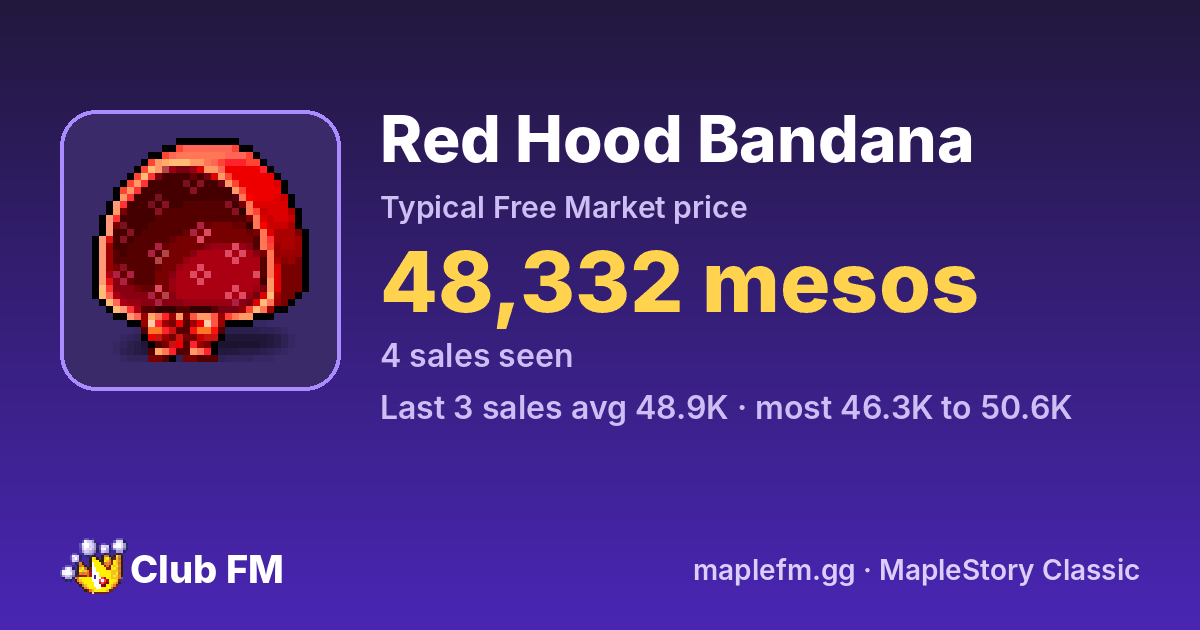 Red Hood Bandana
Typical Free Market price
48,332 mesos
4 sales seen
Last 3 sales avg 48.9K · most 46.3K to 50.6K
Club FM
maplefm.gg · MapleStory Classic